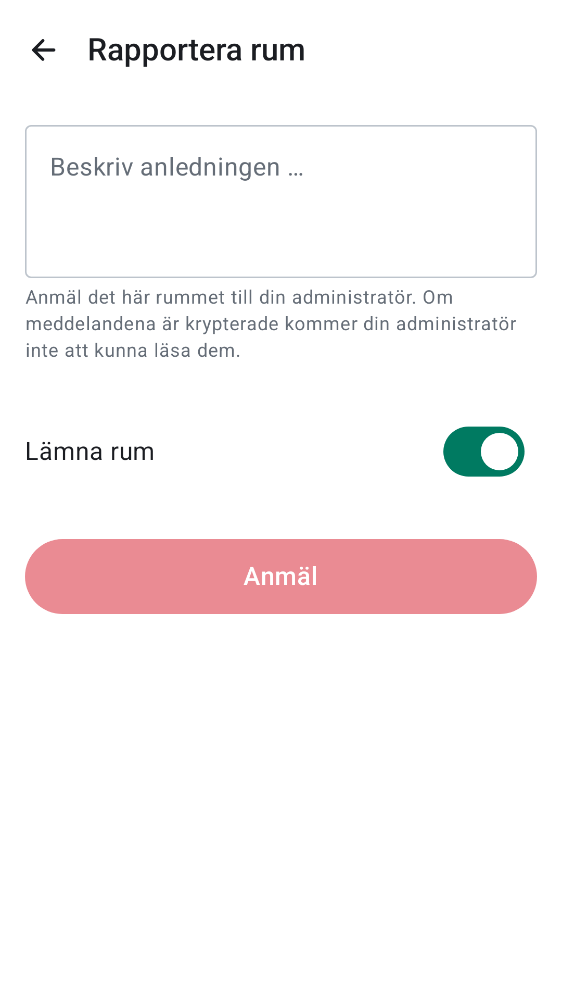 Rapportera rum
Beskriv anledningen …
Anmäl det här rummet till din administratör. Om
meddelandena är krypterade kommer din administratör
inte att kunna läsa dem.
Lämna rum
Anmäl